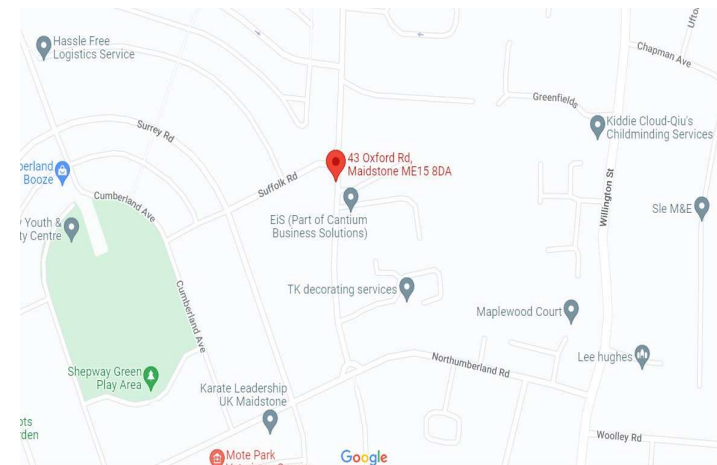 Hassle Free
Logistics Service
Ufto
Chapman Ave
Greenfields
Kiddie Cloud-Qiu's
Childminding Services
Surrey Rd
43 Oxford Rd,
Maidstone ME15 8DA
berland
Booze
Suffolk Rd
Cumberland Ave
Willington St
Sle M&E
Youth &
ty Centre
EiS (Part of Cantium
Business Solutions)
TK decorating services
Maplewood Court
Cumberland Ave
Lee hughes
Northumberland Rd
Shepway Green
Play Area
Karate Leadership
UK Maidstone
ots
rden
Woolley Rd
Mote Park
Google